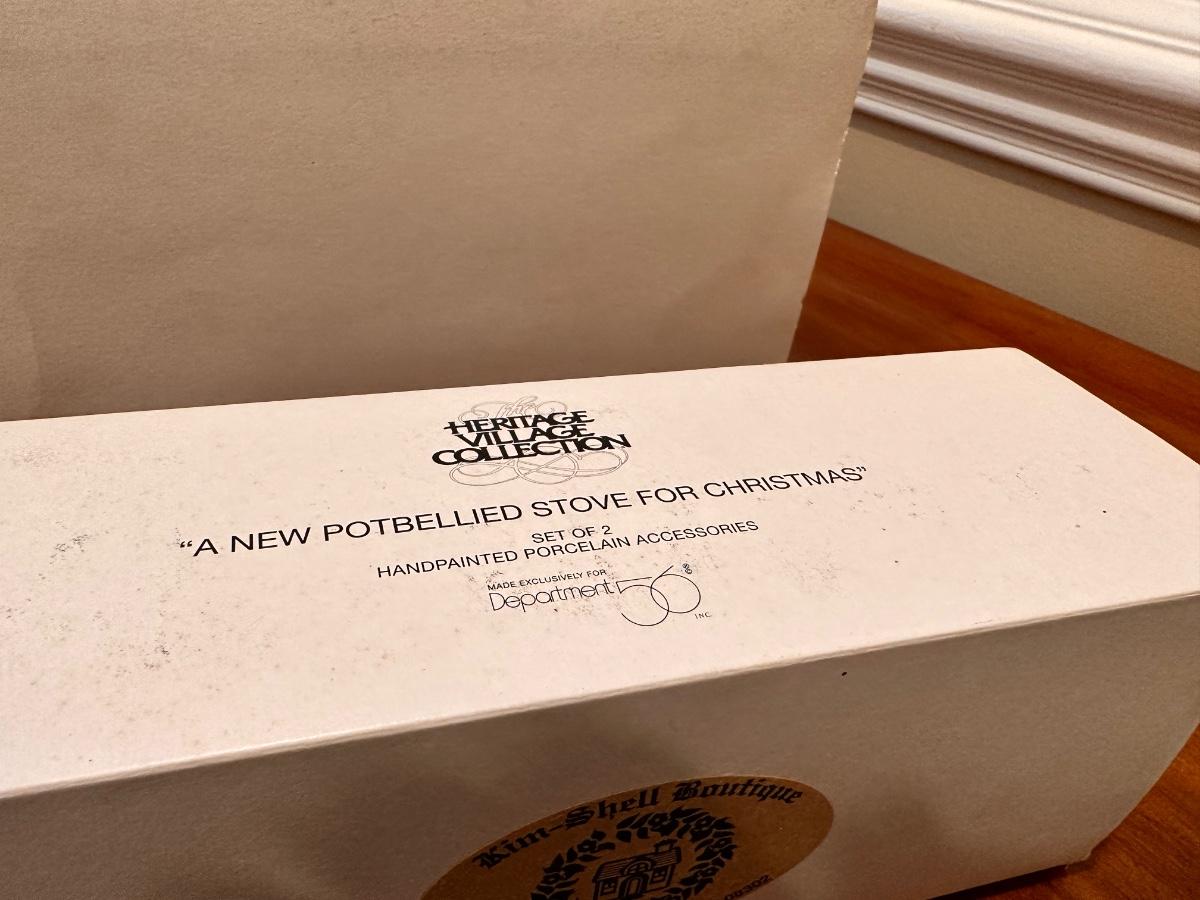 The
HERITAGE
VILLAGE
COLLECTION
“A NEW POTBELLIED STOVE FOR CHRISTMAS”
SET OF 2
HANDPAINTED PORCELAIN ACCESSORIES
MADE EXCLUSIVELY FOR
Department 56®
INC.
Kim-Shell Boutique